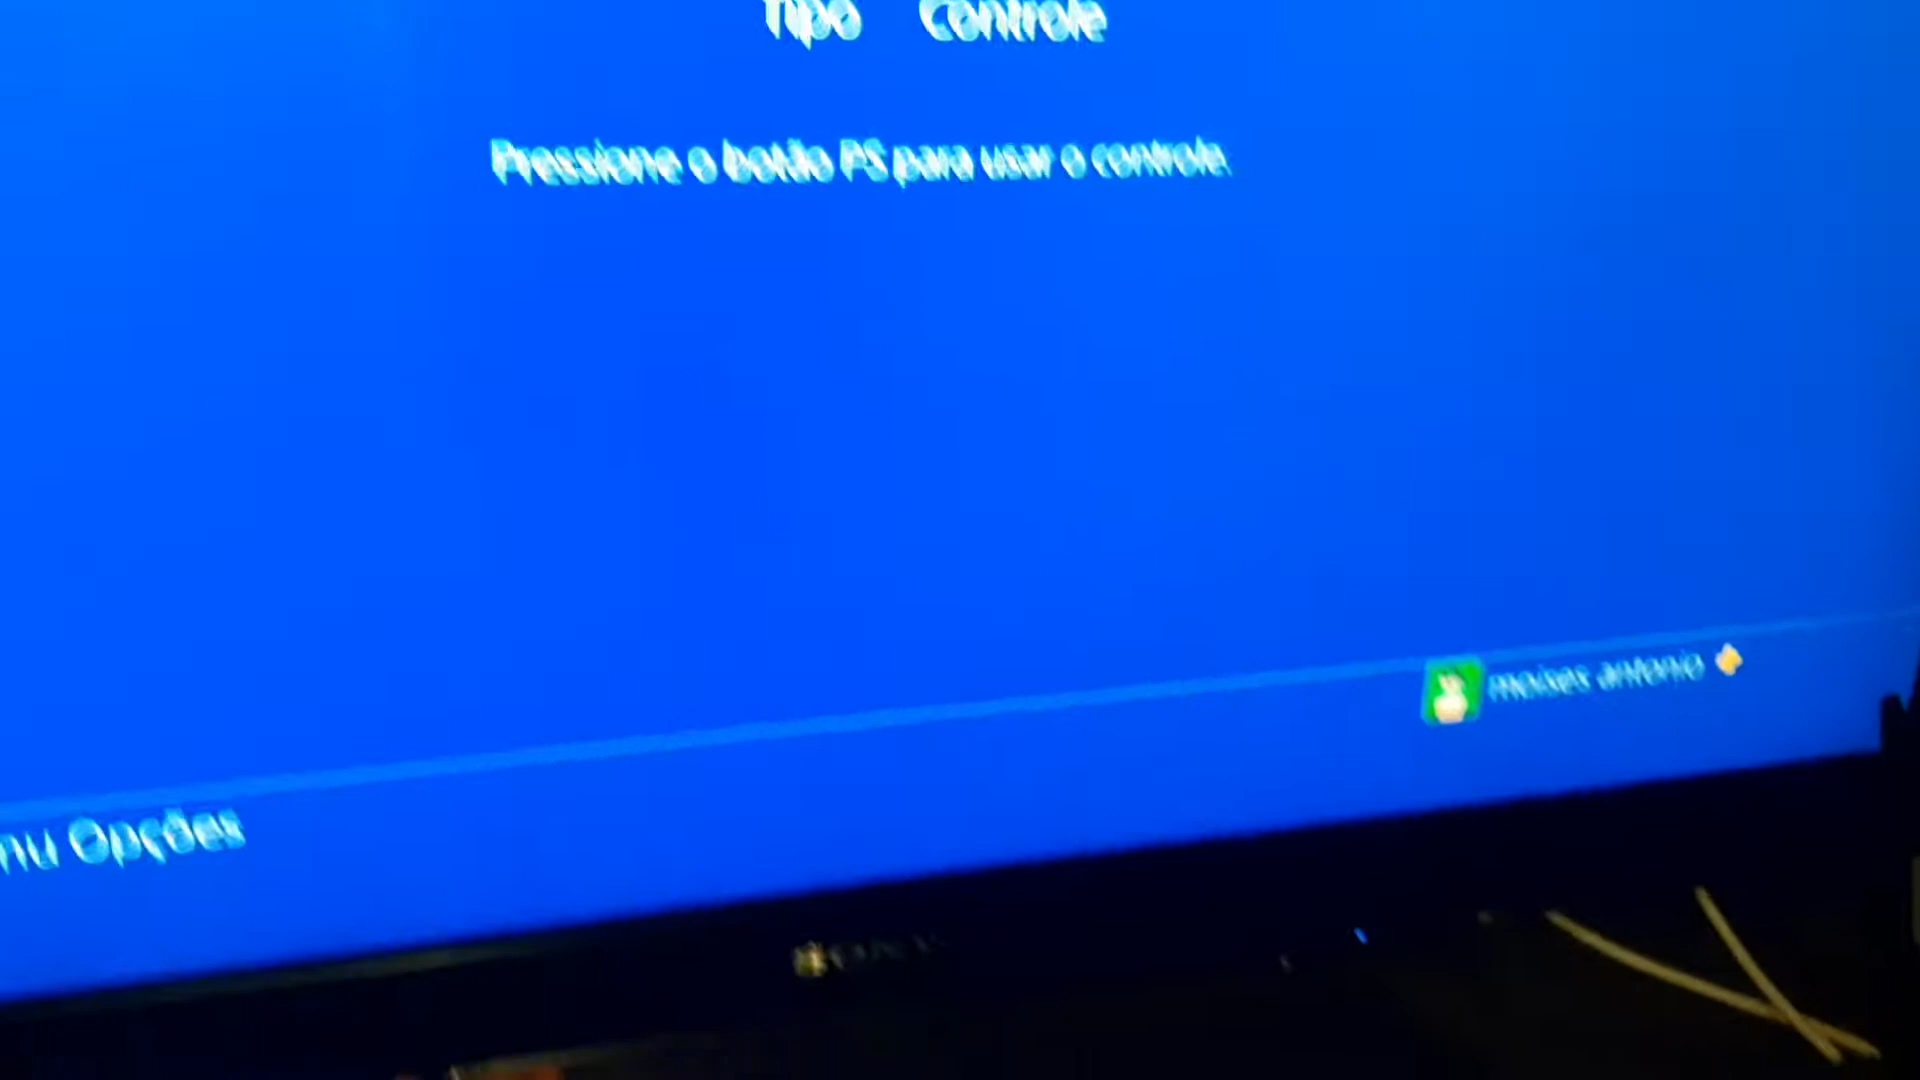 Tipo Controle
Pressione o botão PS para usar o controle.
moises antonio
nu Opções